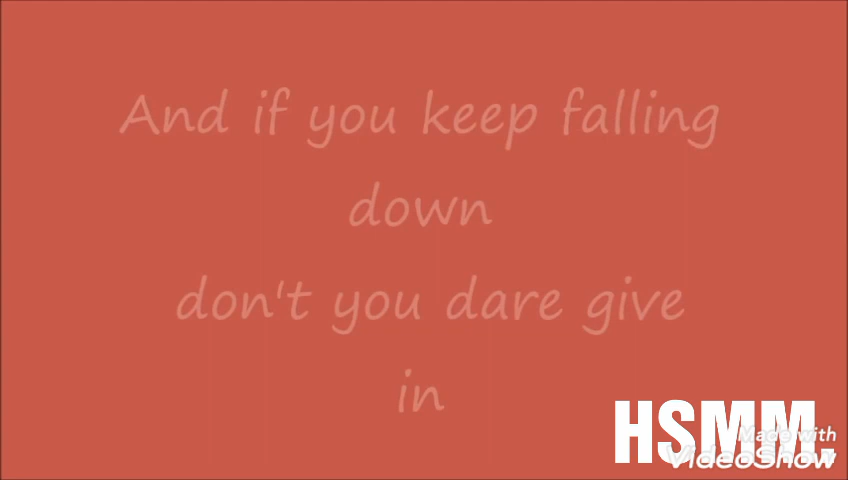 And if you keep falling
down
don't you dare give
in
HSMM.
Made with
VideoShow